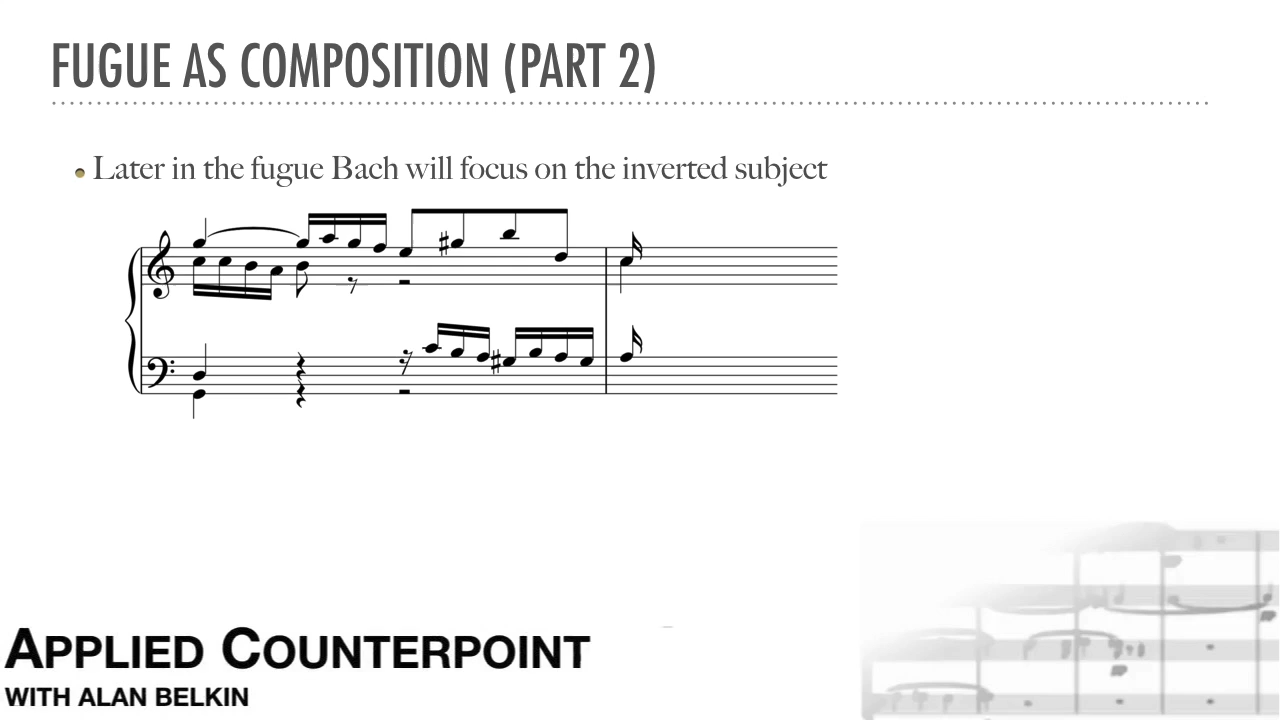 FUGUE AS COMPOSITION (PART 2)
Later in the fugue Bach will focus on the inverted subject
APPLIED COUNTERPOINT
WITH ALAN BELKIN